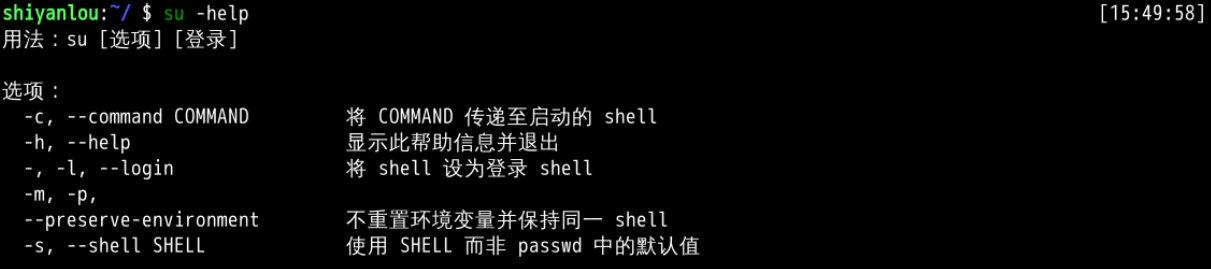 shiyanlou:~/ $ su -help [15:49:58]
用法：su [选项] [登录]
选项：
-c, --command COMMAND 将 COMMAND 传递至启动的 shell
-h, --help 显示此帮助信息并退出
-, -l, --login 将 shell 设为登录 shell
-m, -p,
--preserve-environment 不重置环境变量并保持同一 shell
-s, --shell SHELL 使用 SHELL 而非 passwd 中的默认值